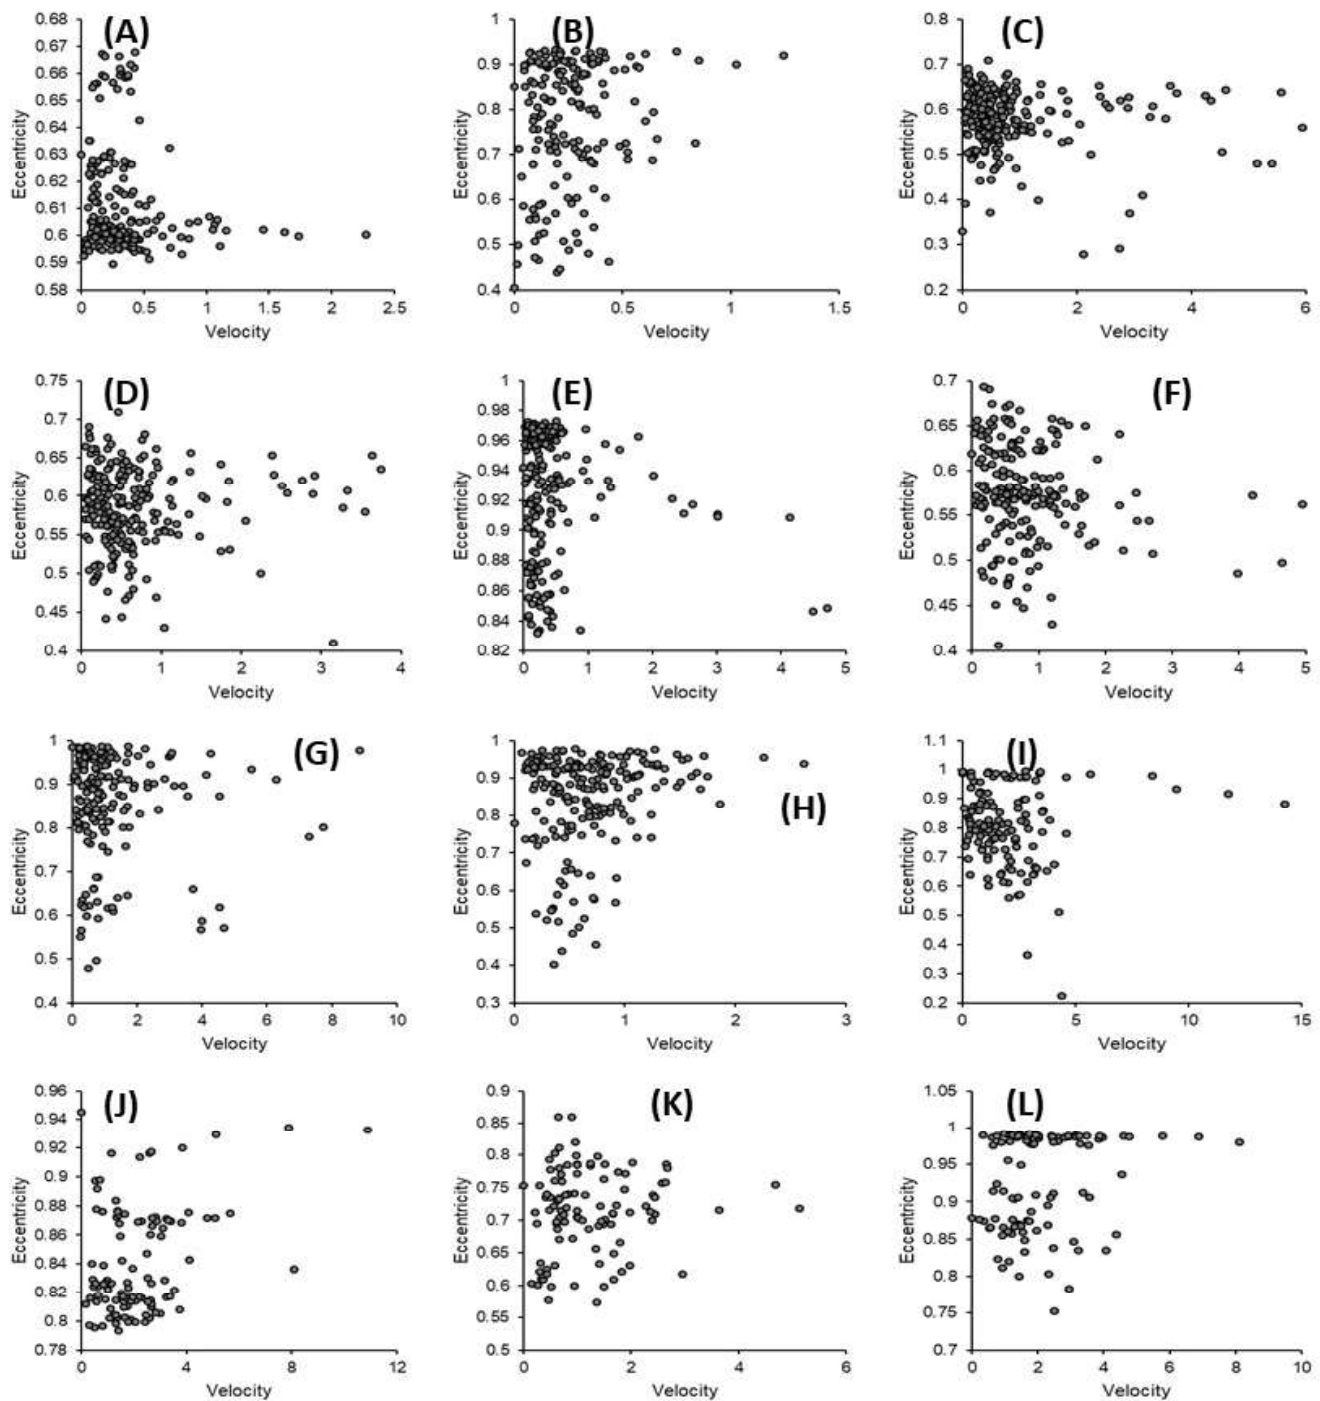 (A)
Eccentricity
0.68
0.67
0.66
0.65
0.64
0.63
0.62
0.61
0.6
0.59
0.58
0 0.5 1 1.5 2 2.5
Velocity
(B)
Eccentricity
1
0.9
0.8
0.7
0.6
0.5
0.4
0 0.5 1 1.5
Velocity
(C)
Eccentricity
0.8
0.7
0.6
0.5
0.4
0.3
0.2
0 2 4 6
Velocity
(D)
Eccentricity
0.75
0.7
0.65
0.6
0.55
0.5
0.45
0.4
0 1 2 3 4
Velocity
(E)
Eccentricity
1
0.98
0.96
0.94
0.92
0.9
0.88
0.86
0.84
0.82
0 1 2 3 4 5
Velocity
(F)
Eccentricity
0.7
0.65
0.6
0.55
0.5
0.45
0.4
0 1 2 3 4 5
Velocity
(G)
Eccentricity
1
0.9
0.8
0.7
0.6
0.5
0.4
0 2 4 6 8 10
Velocity
(H)
Eccentricity
1
0.9
0.8
0.7
0.6
0.5
0.4
0.3
0 1 2 3
Velocity
(I)
Eccentricity
1.1
1
0.9
0.8
0.7
0.6
0.5
0.4
0.3
0.2
0 5 10 15
Velocity
(J)
Eccentricity
0.96
0.94
0.92
0.9
0.88
0.86
0.84
0.82
0.8
0.78
0 4 8 12
Velocity
(K)
Eccentricity
0.9
0.85
0.8
0.75
0.7
0.65
0.6
0.55
0.5
0 2 4 6
Velocity
(L)
Eccentricity
1.05
1
0.95
0.9
0.85
0.8
0.75
0.7
0 2 4 6 8 10
Velocity